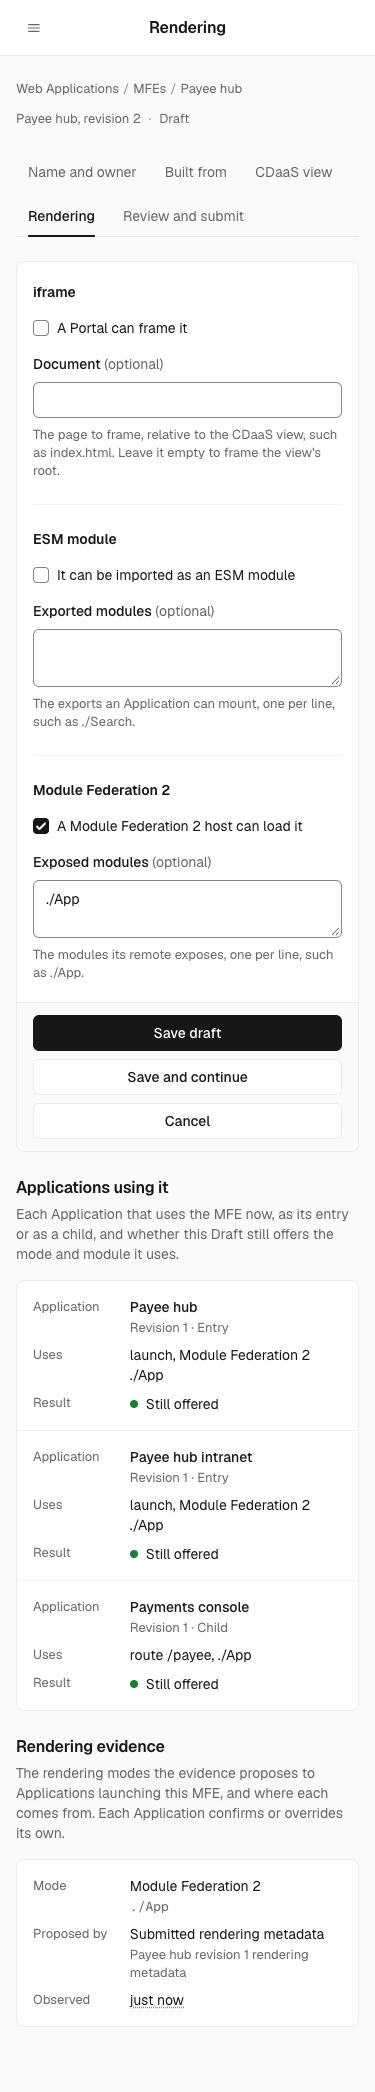 Rendering
Web Applications / MFEs / Payee hub
Payee hub, revision 2 · Draft
Name and owner Built from CDaaS view
Rendering Review and submit
iframe
A Portal can frame it
Document (optional)
The page to frame, relative to the CDaaS view, such
as index.html. Leave it empty to frame the view's
root.
ESM module
It can be imported as an ESM module
Exported modules (optional)
The exports an Application can mount, one per line,
such as ./Search.
Module Federation 2
A Module Federation 2 host can load it
Exposed modules (optional)
./App
The modules its remote exposes, one per line, such
as ./App.
Save draft
Save and continue
Cancel
Applications using it
Each Application that uses the MFE now, as its entry
or as a child, and whether this Draft still offers the
mode and module it uses.
Application Payee hub
Revision 1 · Entry
Uses launch, Module Federation 2
./App
Result Still offered
Application Payee hub intranet
Revision 1 · Entry
Uses launch, Module Federation 2
./App
Result Still offered
Application Payments console
Revision 1 · Child
Uses route /payee, ./App
Result Still offered
Rendering evidence
The rendering modes the evidence proposes to
Applications launching this MFE, and where each
comes from. Each Application confirms or overrides
its own.
Mode Module Federation 2
./App
Proposed by Submitted rendering metadata
Payee hub revision 1 rendering
metadata
Observed just now